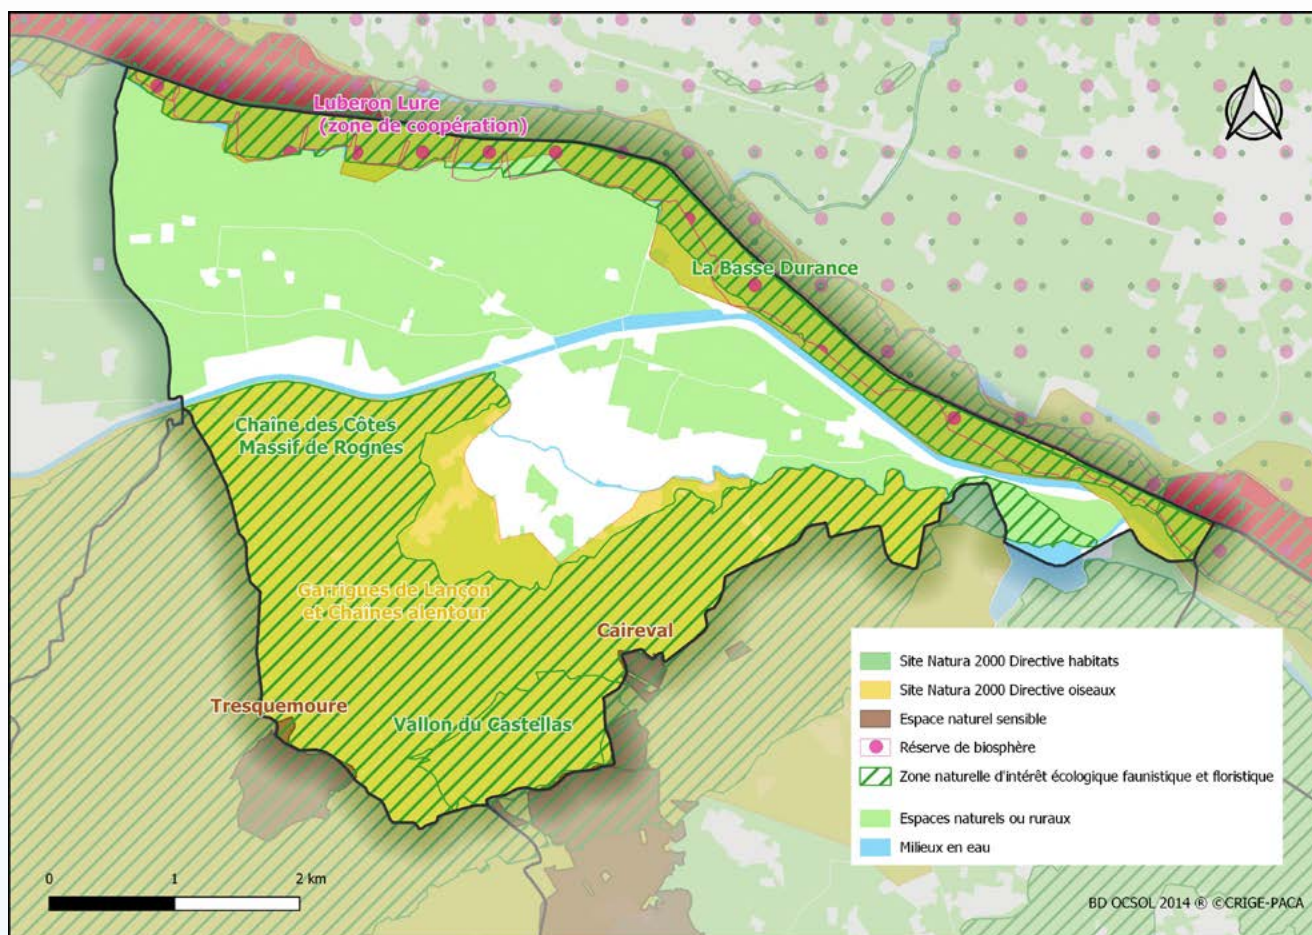 Luberon Lure
(zone de coopération)
La Basse Durance
Chaîne des Côtes
Massif de Rognes
Garrigues de Lançon
et Chaînes alentour
Caireval
Tresquemoure
Vallon du Castellas
Site Natura 2000 Directive habitats
Site Natura 2000 Directive oiseaux
Espace naturel sensible
Réserve de biosphère
Zone naturelle d'intérêt écologique faunistique et floristique
Espaces naturels ou ruraux
Milieux en eau
0 1 2 km
BD OCSOL 2014 ® ©CRIGE-PACA